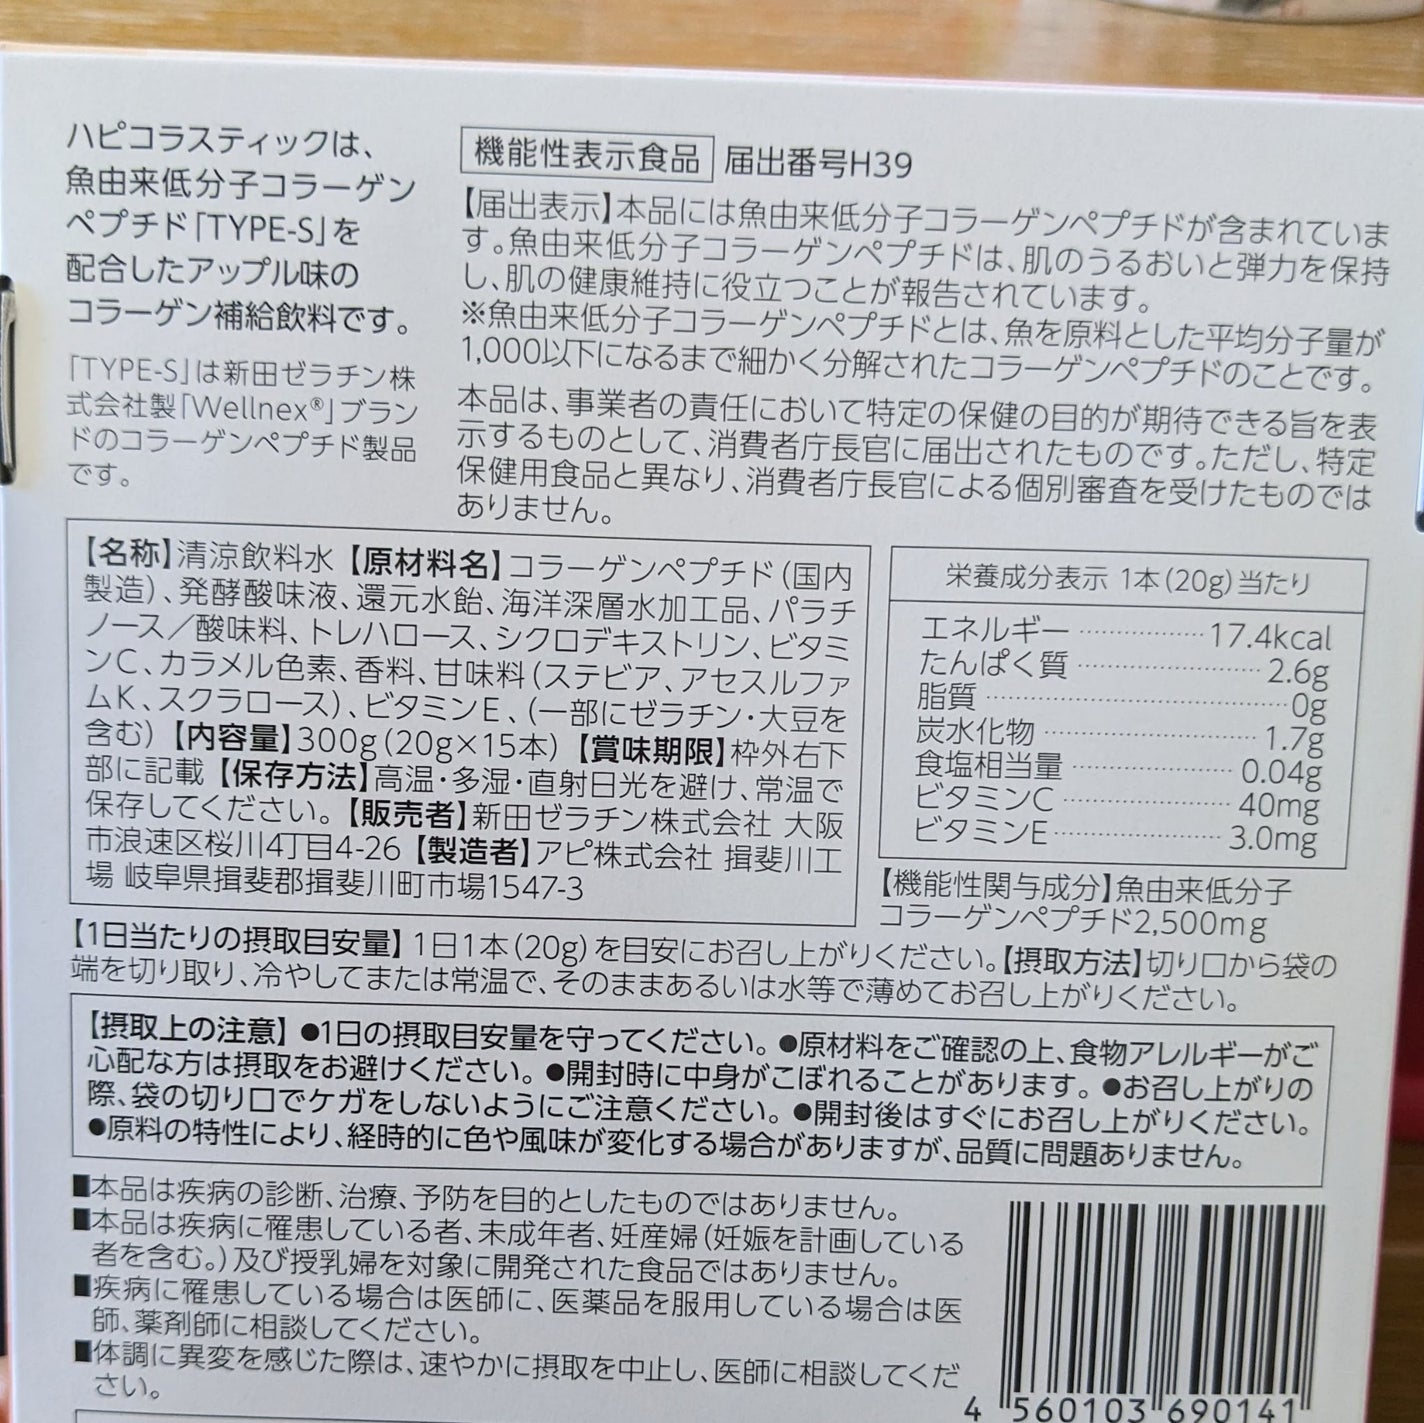 ハピコラスティックは、
魚由来低分子コラーゲン
ペプチド「TYPE-S」を
配合したアップル味の
コラーゲン補給飲料です。
「TYPE-S」は新田ゼラチン株
式会社製「Wellnex®」ブラン
ドのコラーゲンペプチド製品
です。
機能性表示食品 届出番号H39
【届出表示】本品には魚由来低分子コラーゲンペプチドが含まれていま
す。魚由来低分子コラーゲンペプチドは、肌のうるおいと弾力を保持
し、肌の健康維持に役立つことが報告されています。
※魚由来低分子コラーゲンペプチドとは、魚を原料とした平均分子量が
1,000以下になるまで細かく分解されたコラーゲンペプチドのことです。
本品は、事業者の責任において特定の保健の目的が期待できる旨を表
示するものとして、消費者庁長官に届出されたものです。ただし、特定
保健用食品と異なり、消費者庁長官による個別審査を受けたものでは
ありません。
【名称】清涼飲料水【原材料名】コラーゲンペプチド(国内
製造)、発酵酸味液、還元水飴、海洋深層水加工品、パラチ
ノース/酸味料、トレハロース、シクロデキストリン、ビタミ
ンC、カラメル色素、香料、甘味料(ステビア、アセスルファ
ムK、スクラロース)、ビタミンE、(一部にゼラチン・大豆を
含む)【内容量】300g(20g×15本)【賞味期限】枠外右下
部に記載【保存方法】高温・多湿・直射日光を避け、常温で
保存してください。【販売者】新田ゼラチン株式会社 大阪
市浪速区桜川4丁目4-26【製造者】アピ株式会社 揖斐川工
場 岐阜県揖斐郡揖斐川町市場1547-3
栄養成分表示 1本(20g)当たり
エネルギー 17.4kcal
たんぱく質 2.6g
脂質 0g
炭水化物 1.7g
食塩相当量 0.04g
ビタミンC 40mg
ビタミンE 3.0mg
【機能性関与成分】魚由来低分子
コラーゲンペプチド2,500mg
【1日当たりの摂取目安量】1日1本(20g)を目安にお召し上がりください。【摂取方法】切り口から袋の
端を切り取り、冷やしてまたは常温で、そのままあるいは水等で薄めてお召し上がりください。
【摂取上の注意】●1日の摂取目安量を守ってください。●原材料をご確認の上、食物アレルギーがご
心配な方は摂取をお避けください。●開封時に中身がこぼれることがあります。●お召し上がりの
際、袋の切り口でケガをしないようにご注意ください。●開封後はすぐにお召し上がりください。
●原料の特性により、経時的に色や風味が変化する場合がありますが、品質に問題ありません。
■本品は疾病の診断、治療、予防を目的としたものではありません。
■本品は疾病に罹患している者、未成年者、妊産婦(妊娠を計画している
者を含む。)及び授乳婦を対象に開発された食品ではありません。
■疾病に罹患している場合は医師に、医薬品を服用している場合は医
師、薬剤師に相談してください。
■体調に異変を感じた際は、速やかに摂取を中止し、医師に相談してくだ
さい。
4 560103 690141